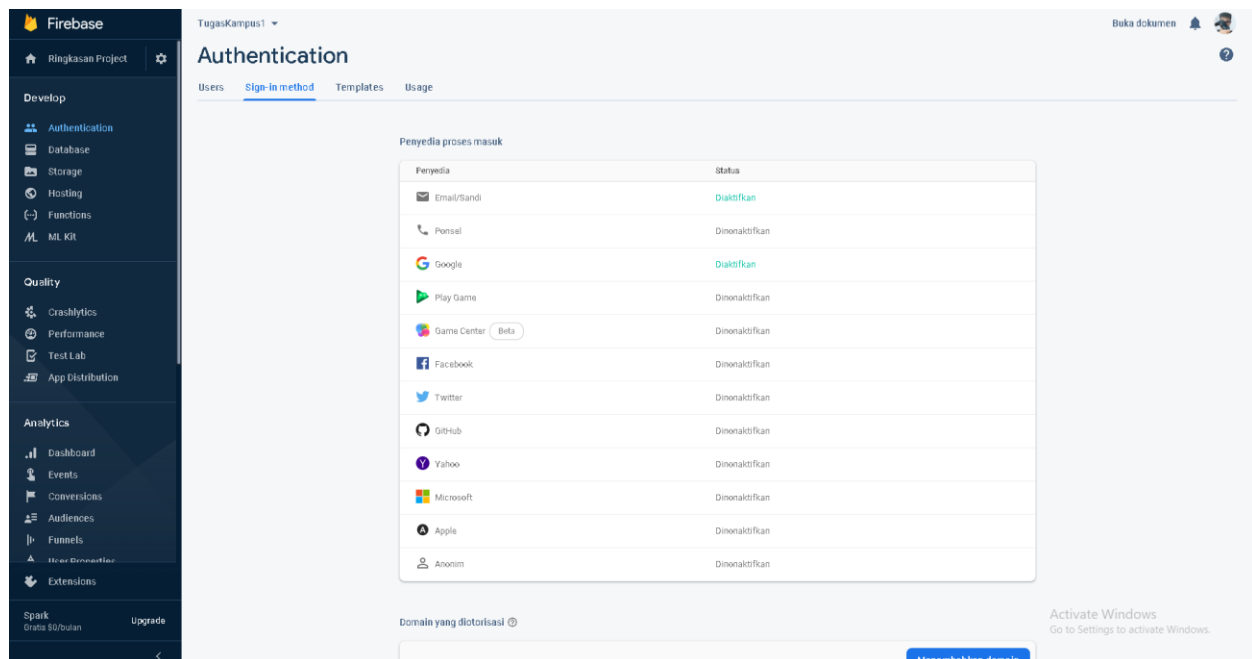 Firebase
TugasKampus1
Buka dokumen
Ringkasan Project
Authentication
Users Sign-in method Templates Usage
Develop
Authentication
Database
Storage
Hosting
Functions
ML Kit
Quality
Crashlytics
Performance
Test Lab
App Distribution
Analytics
Dashboard
Events
Conversions
Audiences
Funnels
User Properties
Extensions
Spark
Gratis $0/bulan
Upgrade
Penyedia proses masuk
Penyedia Status
Email/Sandi Diaktifkan
Ponsel Dinonaktifkan
Google Diaktifkan
Play Game Dinonaktifkan
Game Center Beta Dinonaktifkan
Facebook Dinonaktifkan
Twitter Dinonaktifkan
GitHub Dinonaktifkan
Yahoo Dinonaktifkan
Microsoft Dinonaktifkan
Apple Dinonaktifkan
Anonim Dinonaktifkan
Domain yang diotorisasi
Activate Windows
Go to Settings to activate Windows.